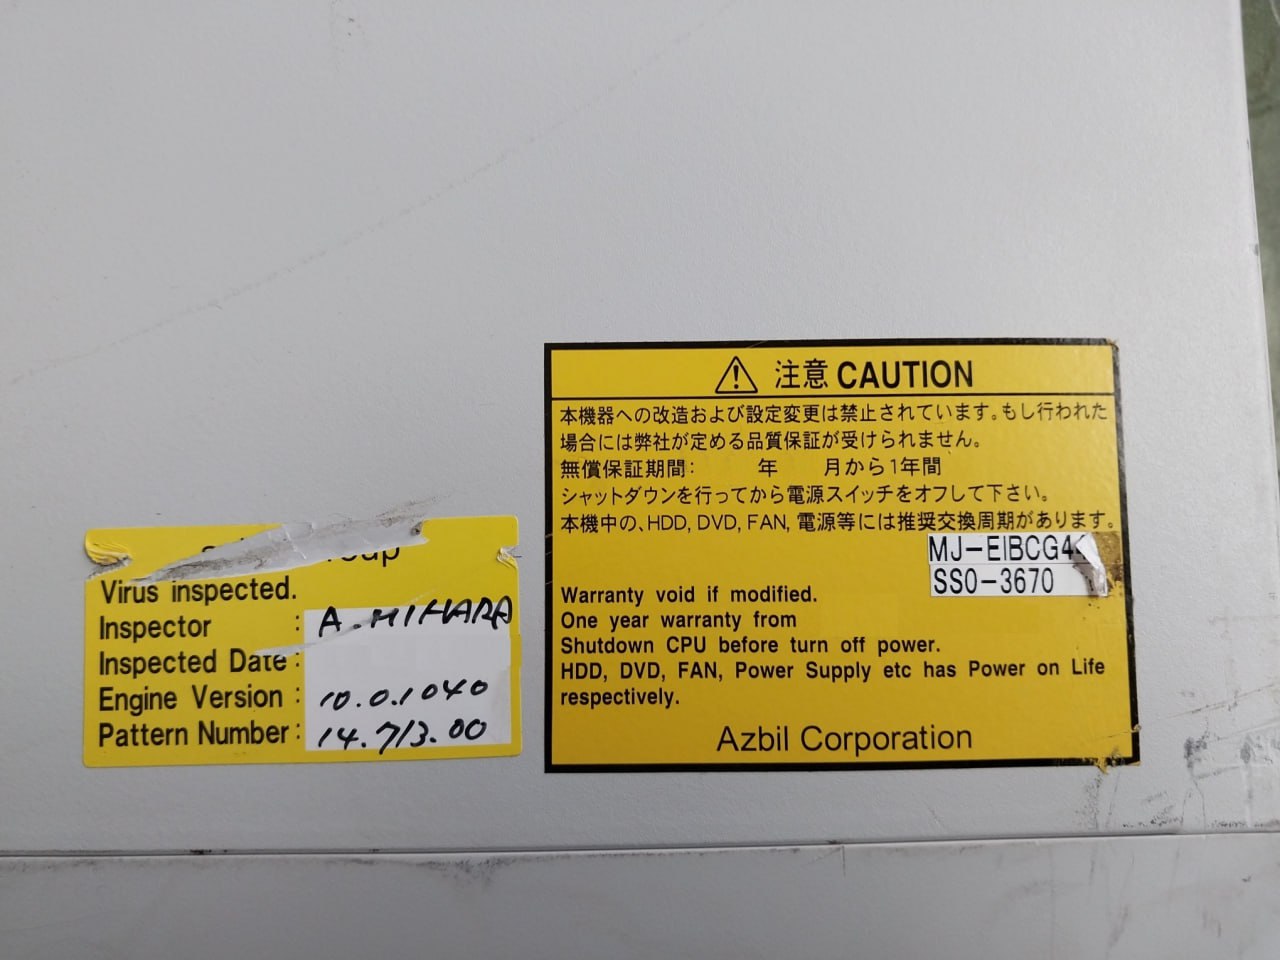 Virus inspected.
Inspector : A.MIHARA
Inspected Date :
Engine Version : 10.0.1040
Pattern Number : 14.713.00
注意 CAUTION
本機器への改造および設定変更は禁止されています。もし行われた
場合には弊社が定める品質保証が受けられません。
無償保証期間: 年 月から1年間
シャットダウンを行ってから電源スイッチをオフして下さい。
本機中の、HDD, DVD, FAN, 電源等には推奨交換周期があります。
SSO-3670
Warranty void if modified.
One year warranty from
Shutdown CPU before turn off power.
HDD, DVD, FAN, Power Supply etc has Power on Life
respectively.
Azbil Corporation